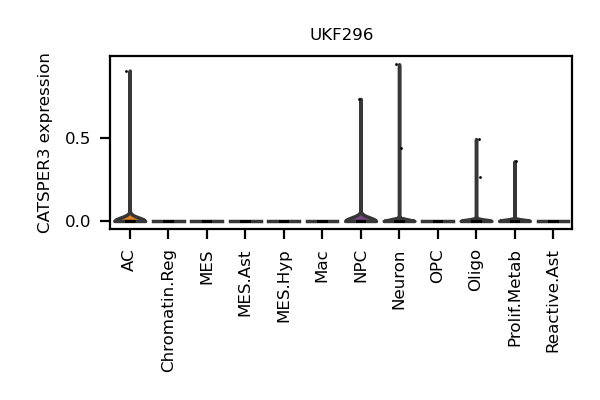 UKF296
CATSPER3 expression
0.5
0.0
AC
Chromatin.Reg
MES
MES.Ast
MES.Hyp
Mac
NPC
Neuron
OPC
Oligo
Prolif.Metab
Reactive.Ast